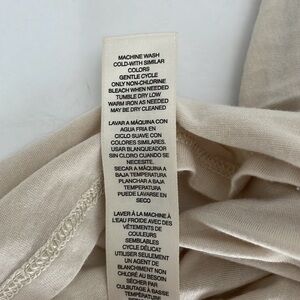 MACHINE WASH
COLD-WITH SIMILAR
COLORS
GENTLE CYCLE
ONLY NON-CHLORINE
BLEACH WHEN NEEDED
TUMBLE DRY LOW
WARM IRON AS NEEDED
MAY BE DRY CLEANED
LAVAR A MÁQUINA CON
AGUA FRIA EN
CICLO SUAVE CON
COLORES SIMILARES.
USAR BLANQUEADOR
SIN CLORO CUANDO SE
NECESITE.
SECAR A MÁQUINA A
BAJA TEMPERATURA
PLANCHAR A BAJA
TEMPERATURA
PUEDE LAVARSE EN
SECO
LAVER À LA MACHINE À
L'EAU FROIDE AVEC DES
VÊTEMENTS DE
COULEURS
SEMBLABLES
CYCLE DÉLICAT
UTILISER SEULEMENT
UN AGENT DE
BLANCHIMENT NON
CHLORÉ AU BESOIN
SÉCHER PAR
CULBUTAGE À BASSE
TEMPÉRATURE